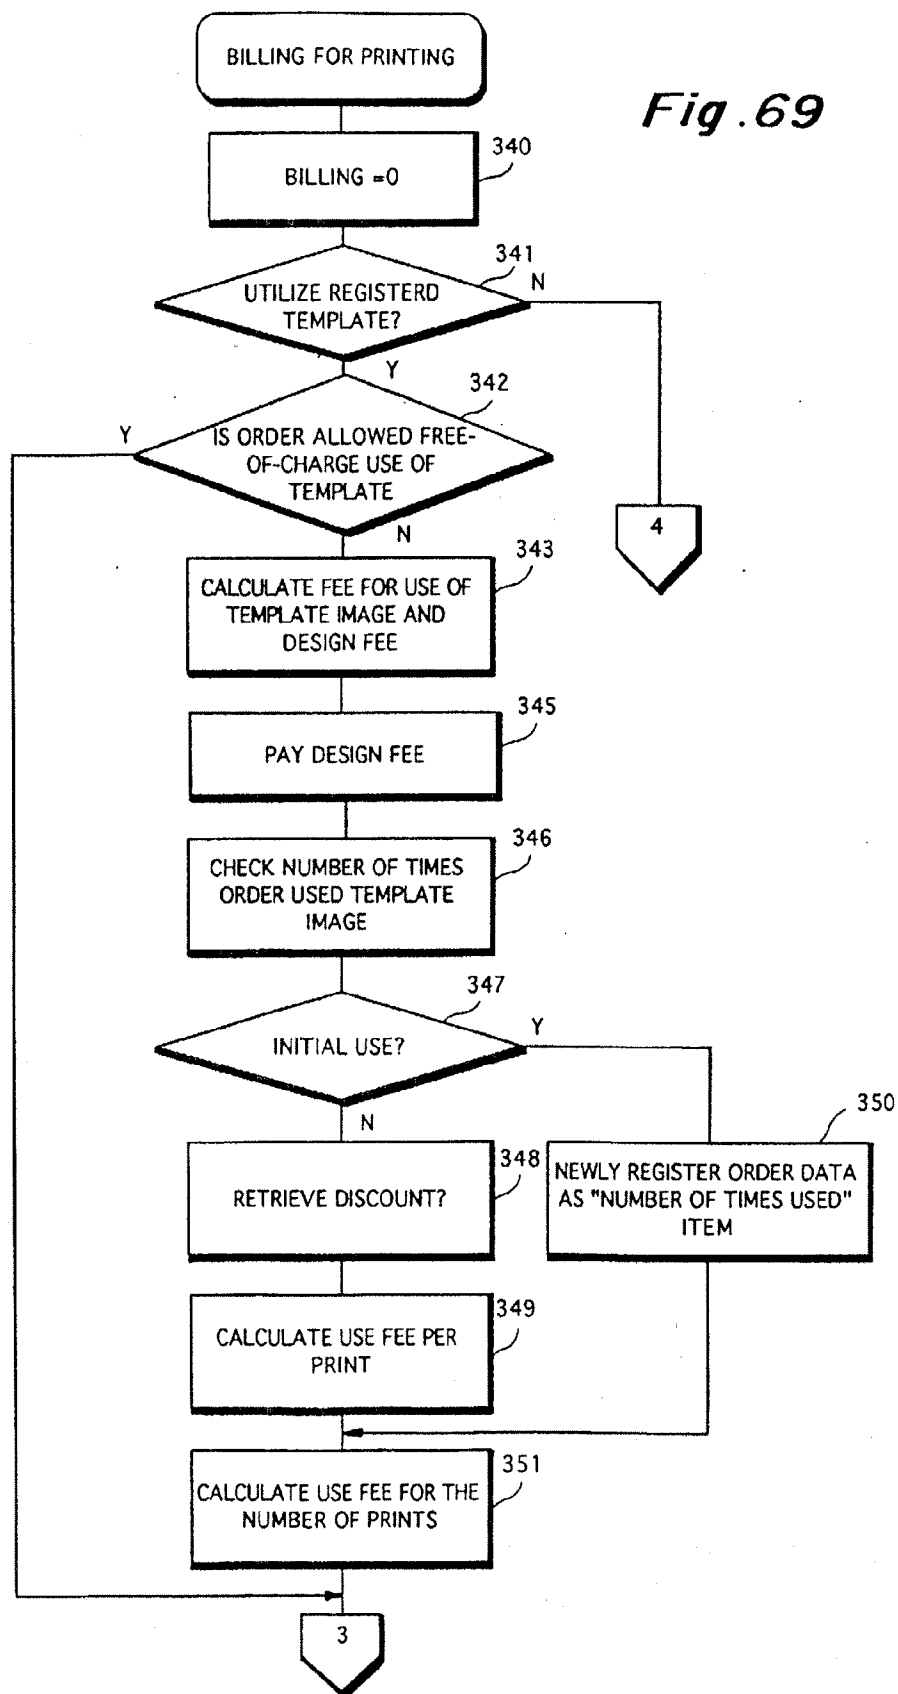 BILLING FOR PRINTING
Fig.69
340
BILLING =0
341
N
UTILIZE REGISTERD
TEMPLATE?
Y
342
Y
IS ORDER ALLOWED FREE-
OF-CHARGE USE OF
TEMPLATE
N
4
343
CALCULATE FEE FOR USE OF
TEMPLATE IMAGE AND
DESIGN FEE
345
PAY DESIGN FEE
346
CHECK NUMBER OF TIMES
ORDER USED TEMPLATE
IMAGE
347
Y
INITIAL USE?
N
350
348
NEWLY REGISTER ORDER DATA
AS "NUMBER OF TIMES USED"
ITEM
RETRIEVE DISCOUNT?
349
CALCULATE USE FEE PER
PRINT
351
CALCULATE USE FEE FOR THE
NUMBER OF PRINTS
3